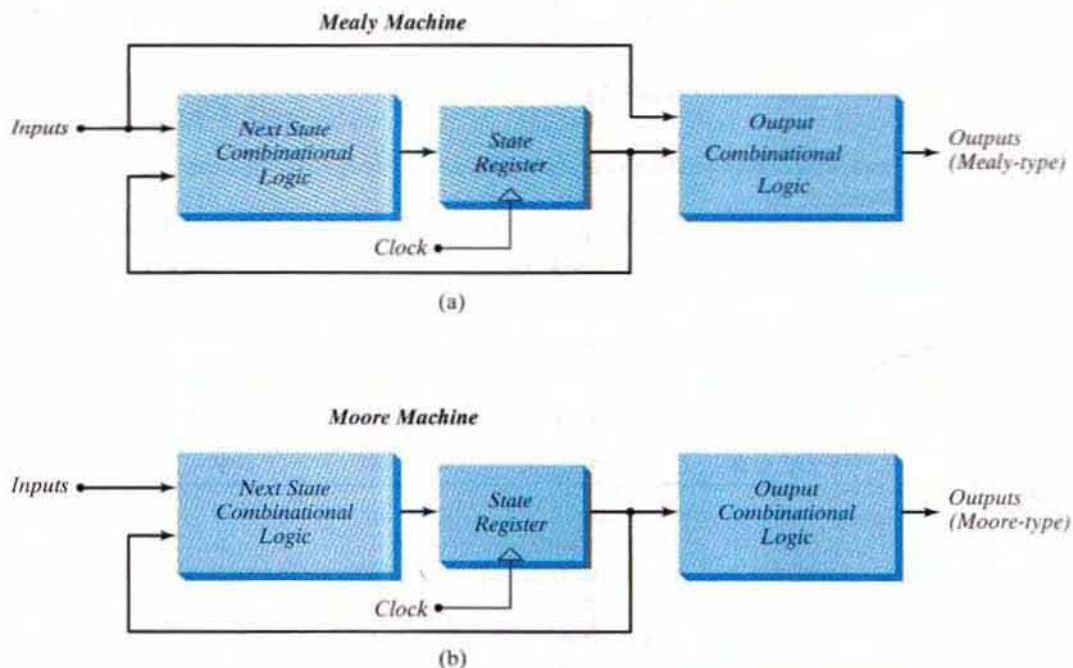 Mealy Machine
Inputs
Next State
Combinational
Logic
State
Register
Output
Combinational
Logic
Outputs
(Mealy-type)
Clock
(a)
Moore Machine
Inputs
Next State
Combinational
Logic
State
Register
Output
Combinational
Logic
Outputs
(Moore-type)
Clock
(b)